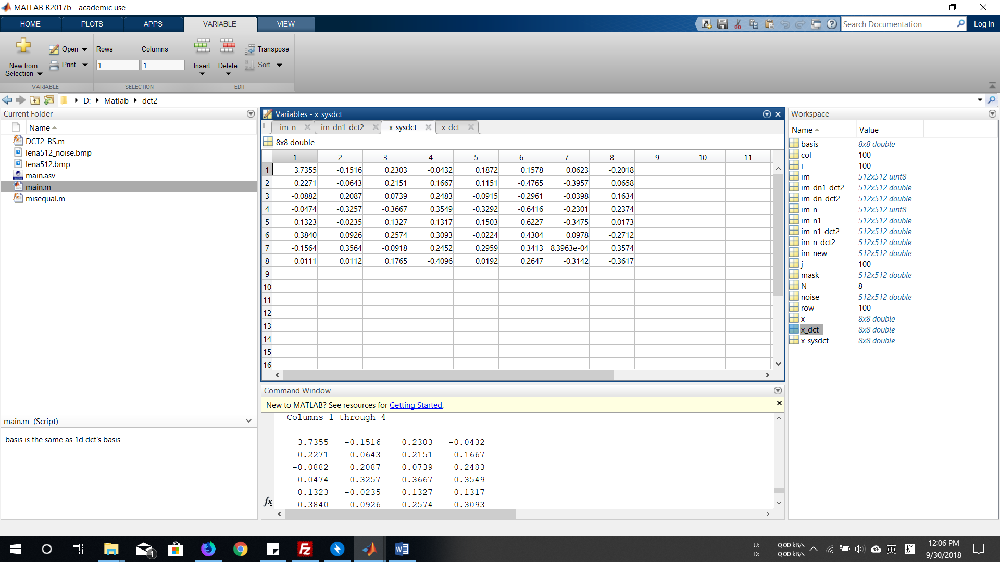 MATLAB R2017b - academic use
HOME PLOTS APPS VARIABLE VIEW
Search Documentation Log In
New from Selection Open Print Rows Columns Insert Delete Transpose Sort
1 1
VARIABLE SELECTION EDIT
D: Matlab dct2
Current Folder
Name
DCT2_BS.m
lena512_noise.bmp
lena512.bmp
main.asv
main.m
misequal.m
main.m (Script)
basis is the same as 1d dct's basis
Variables - x_sysdct
im_n im_dn1_dct2 x_sysdct x_dct
8x8 double
1 2 3 4 5 6 7 8 9 10 11
1 3.7355 -0.1516 0.2303 -0.0432 0.1872 0.1578 0.0623 -0.2018
2 0.2271 -0.0643 0.2151 0.1667 0.1151 -0.4765 -0.3957 0.0658
3 -0.0882 0.2087 0.0739 0.2483 -0.0915 -0.2961 -0.0398 0.1634
4 -0.0474 -0.3257 -0.3667 0.3549 -0.3292 -0.6416 -0.2301 0.2374
5 0.1323 -0.0235 0.1327 0.1317 0.1503 0.6227 -0.3475 0.0173
6 0.3840 0.0926 0.2574 0.3093 -0.0224 0.4304 0.0978 -0.2712
7 -0.1564 0.3564 -0.0918 0.2452 0.2959 0.3413 8.3963e-04 0.3574
8 0.0111 0.0112 0.1765 -0.4096 0.0192 0.2647 -0.3142 -0.3617
9
10
11
12
13
14
15
16
Command Window
New to MATLAB? See resources for Getting Started.
Columns 1 through 4
3.7355 -0.1516 0.2303 -0.0432
0.2271 -0.0643 0.2151 0.1667
-0.0882 0.2087 0.0739 0.2483
-0.0474 -0.3257 -0.3667 0.3549
0.1323 -0.0235 0.1327 0.1317
0.3840 0.0926 0.2574 0.3093
fx
Workspace
Name Value
basis 8x8 double
col 100
i 100
im 512x512 uint8
im_dn1_dct2 512x512 double
im_dn_dct2 512x512 double
im_n 512x512 uint8
im_n1 512x512 double
im_n1_dct2 512x512 double
im_n_dct2 512x512 double
im_new 512x512 double
j 100
mask 512x512 double
N 8
noise 512x512 double
row 100
x 8x8 double
x_dct 8x8 double
x_sysdct 8x8 double
1
U: 0,00 kB/s
D: 0,00 kB/s
英 拼
12:06 PM
9/30/2018